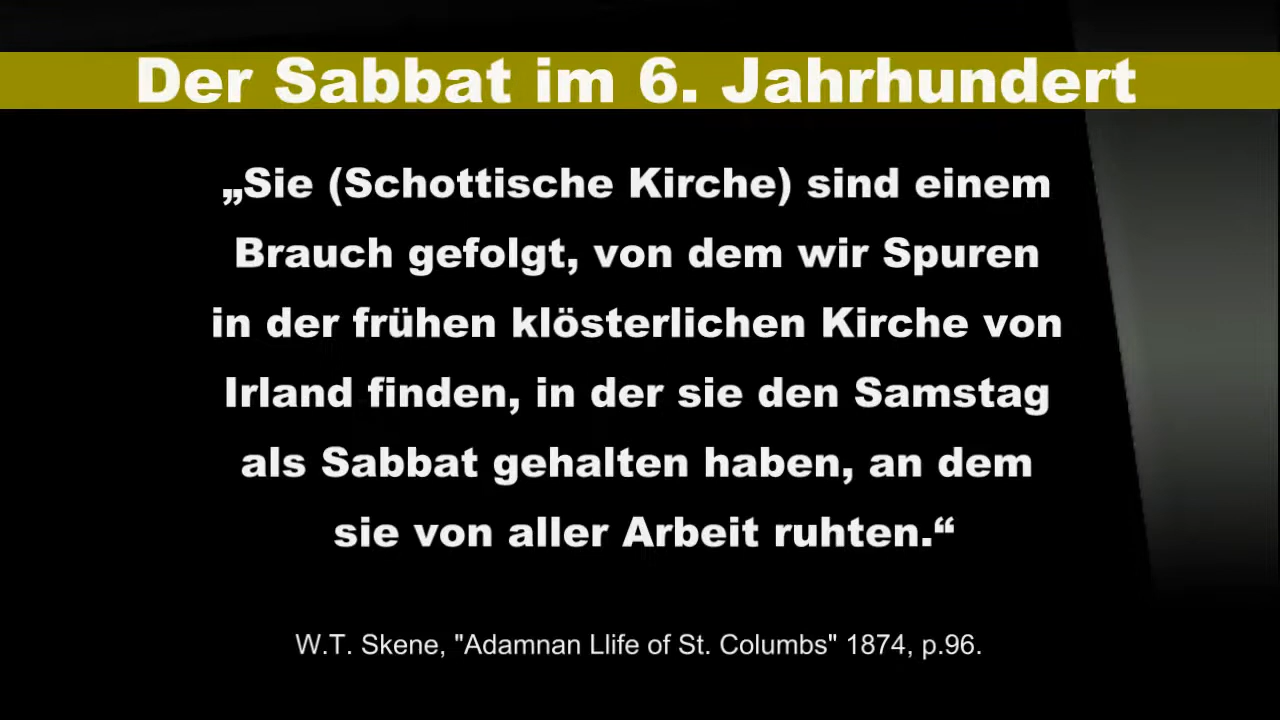 Der Sabbat im 6. Jahrhundert
„Sie (Schottische Kirche) sind einem
Brauch gefolgt, von dem wir Spuren
in der frühen klösterlichen Kirche von
Irland finden, in der sie den Samstag
als Sabbat gehalten haben, an dem
sie von aller Arbeit ruhten.“
W.T. Skene, "Adamnan Llife of St. Columbs" 1874, p.96.